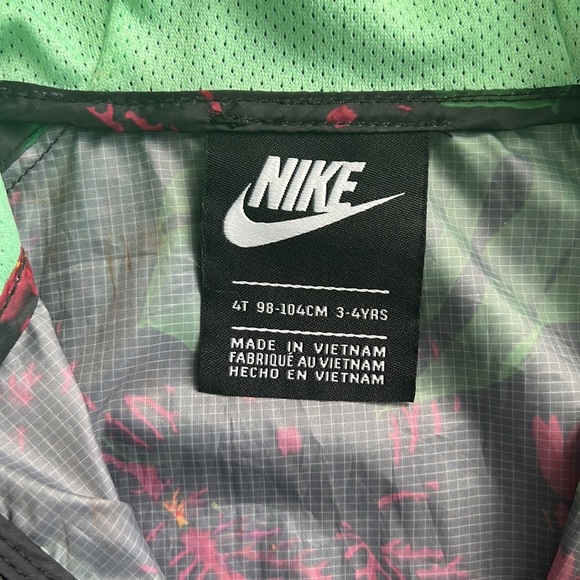 NIKE
4T 98-104CM 3-4YRS
MADE IN VIETNAM
FABRIQUÉ AU VIETNAM
HECHO EN VIETNAM